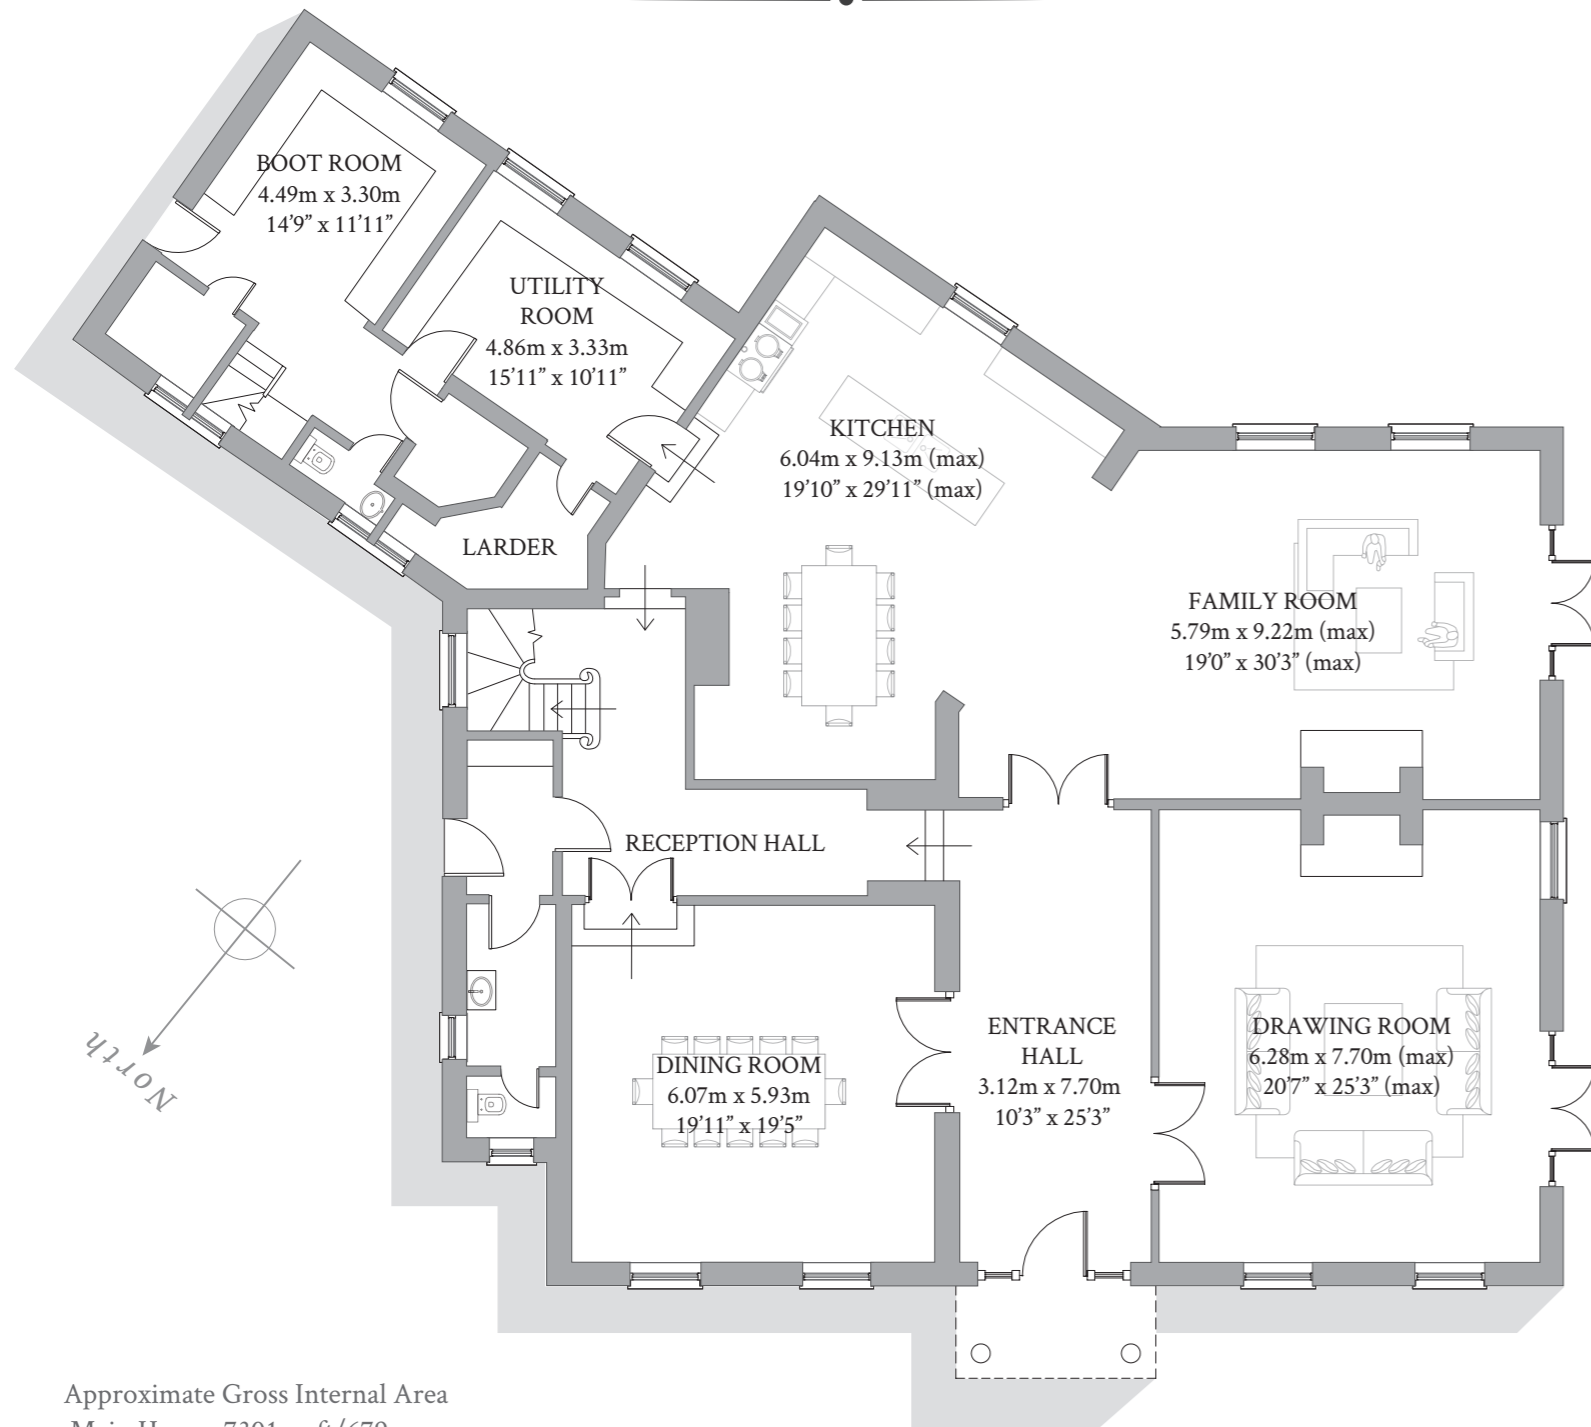 BOOT ROOM
4.49m x 3.30m
14’9” x 11’11”
UTILITY
ROOM
4.86m x 3.33m
15’11” x 10’11”
KITCHEN
6.04m x 9.13m (max)
19’10” x 29’11” (max)
LARDER
FAMILY ROOM
5.79m x 9.22m (max)
19’0” x 30’3” (max)
RECEPTION HALL
DINING ROOM
6.07m x 5.93m
19’11” x 19’5”
ENTRANCE
HALL
3.12m x 7.70m
10’3” x 25’3”
DRAWING ROOM
6.28m x 7.70m (max)
20’7” x 25’3” (max)
North
Approximate Gross Internal Area